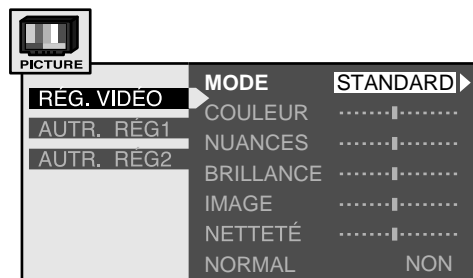 PICTURE
RÉG. VIDÉO
AUTR. RÉG1
AUTR. RÉG2
MODE STANDARD
COULEUR
NUANCES
BRILLANCE
IMAGE
NETTETÉ
NORMAL NON